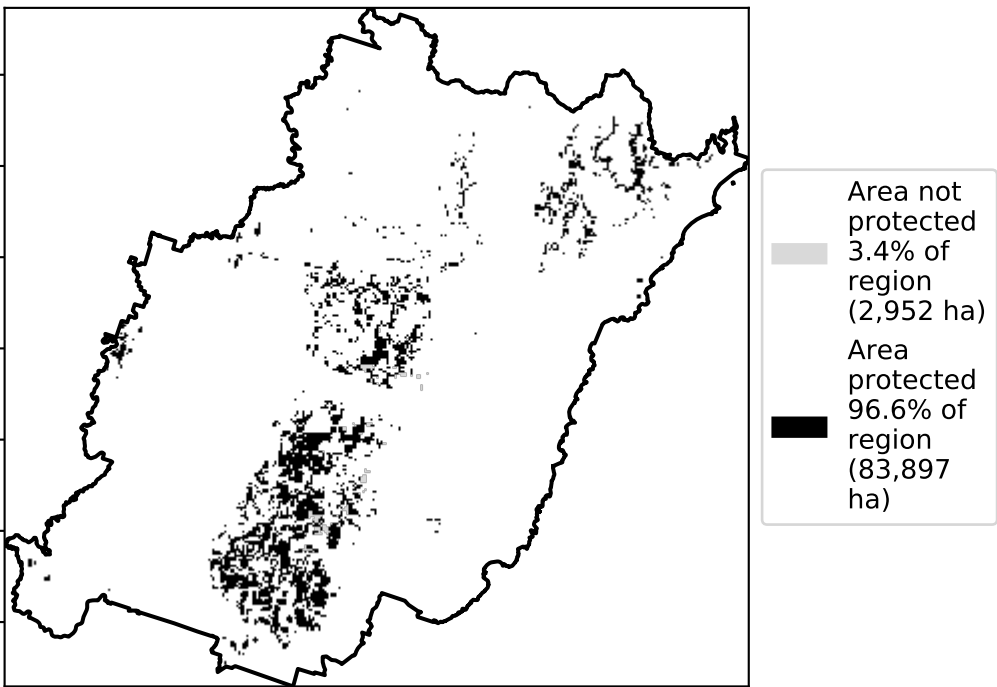 Area not
protected
3.4% of
region
(2,952 ha)
Area
protected
96.6% of
region
(83,897
ha)